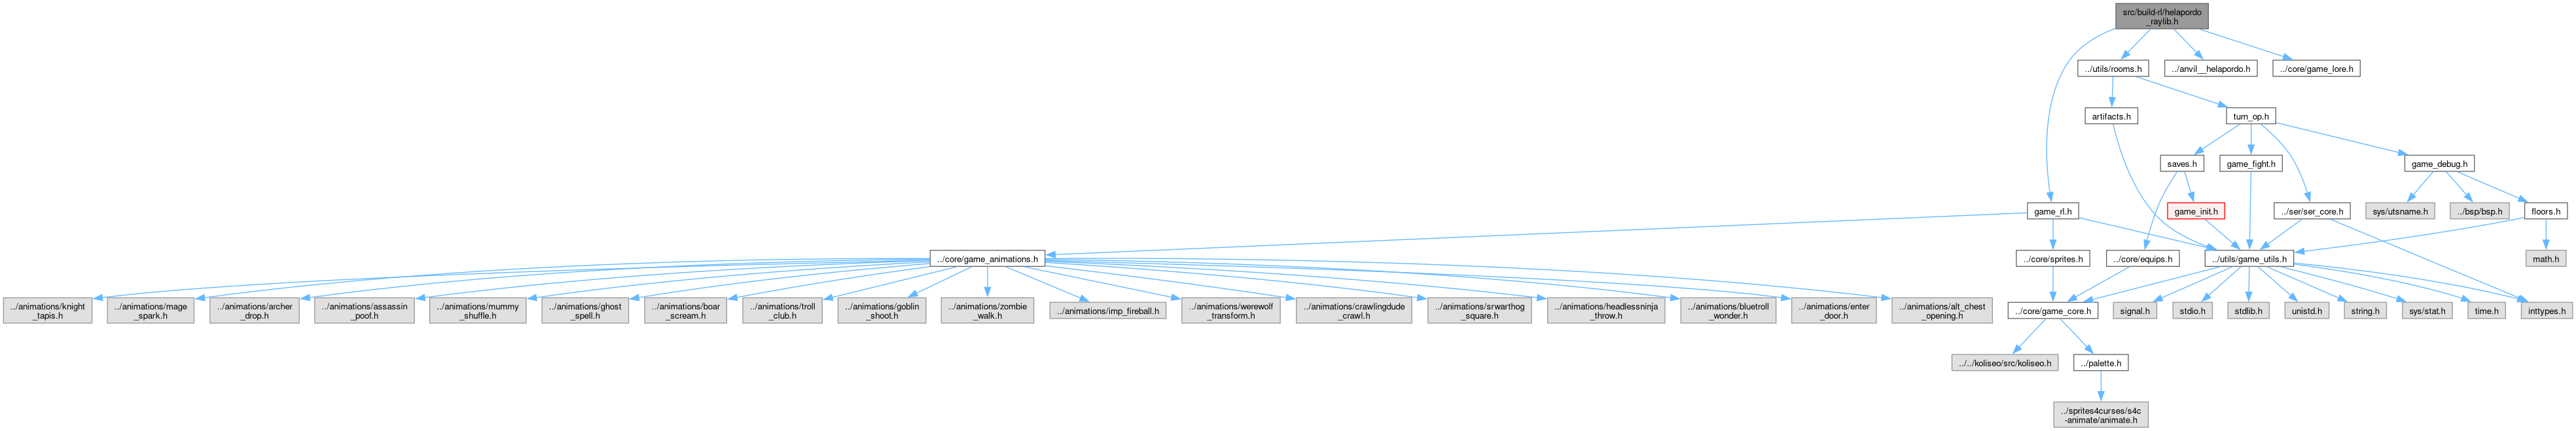 src/build-rl/helapordo
_raylib.h
../utils/rooms.h
../anvil__helapordo.h
../core/game_lore.h
artifacts.h
turn_op.h
saves.h
game_fight.h
game_debug.h
game_rl.h
game_init.h
../ser/ser_core.h
sys/utsname.h
../bsp/bsp.h
floors.h
../core/game_animations.h
../core/sprites.h
../core/equips.h
../utils/game_utils.h
math.h
../animations/knight
_tapis.h
../animations/mage
_spark.h
../animations/archer
_drop.h
../animations/assassin
_poof.h
../animations/mummy
_shuffle.h
../animations/ghost
_spell.h
../animations/boar
_scream.h
../animations/troll
_club.h
../animations/goblin
_shoot.h
../animations/zombie
_walk.h
../animations/imp_fireball.h
../animations/werewolf
_transform.h
../animations/crawlingdude
_crawl.h
../animations/srwarthog
_square.h
../animations/headlessninja
_throw.h
../animations/bluetroll
_wonder.h
../animations/enter
_door.h
../animations/alt_chest
_opening.h
../core/game_core.h
signal.h
stdio.h
stdlib.h
unistd.h
string.h
sys/stat.h
time.h
inttypes.h
../../koliseo/src/koliseo.h
../palette.h
../sprites4curses/s4c
-animate/animate.h